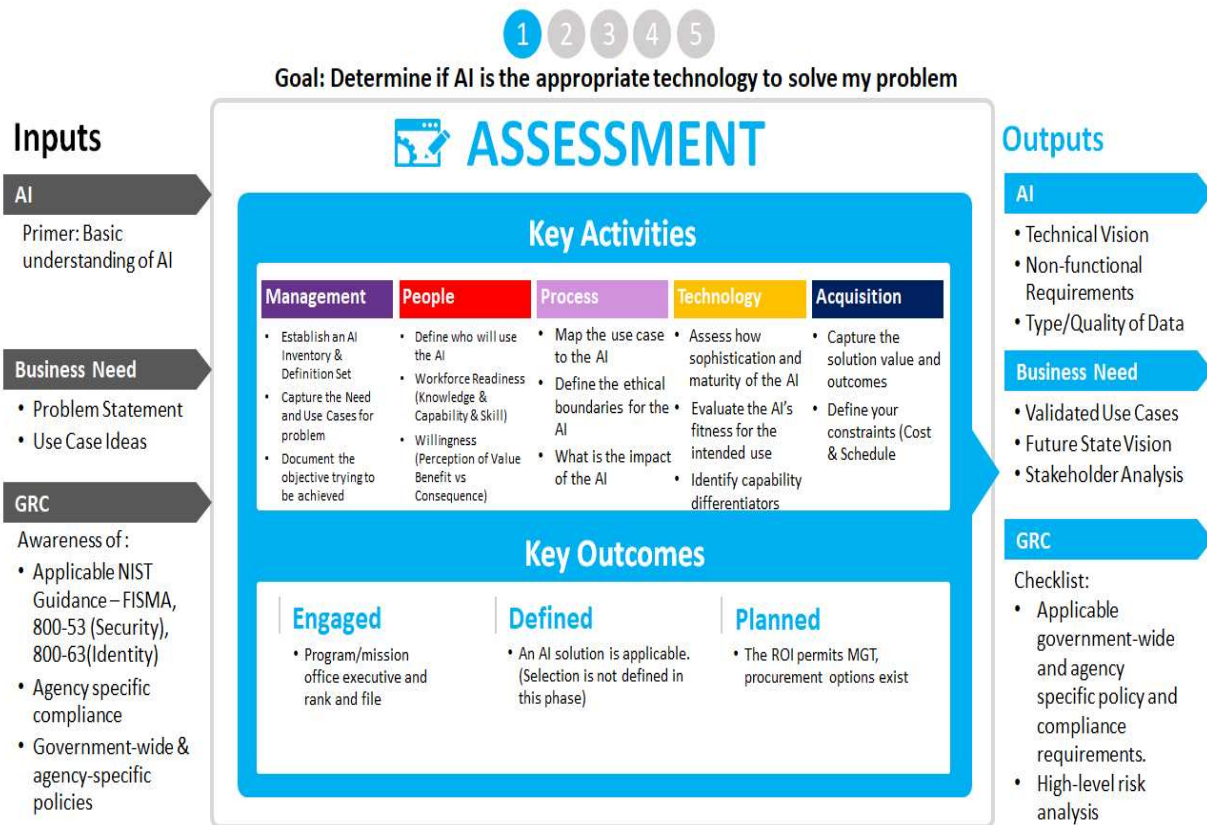 1 2 3 4 5
Goal: Determine if AI is the appropriate technology to solve my problem
Inputs
AI
Primer: Basic
understanding of AI
Business Need
• Problem Statement
• Use Case Ideas
GRC
Awareness of :
• Applicable NIST
Guidance – FISMA,
800-53 (Security),
800-63(Identity)
• Agency specific
compliance
• Government-wide &
agency-specific
policies
ASSESSMENT
Key Activities
Management
• Establish an AI
Inventory &
Definition Set
• Capture the Need
and Use Cases for
problem
• Document the
objective trying to
be achieved
People
• Define who will use
the AI
• Workforce Readiness
(Knowledge &
Capability & Skill)
• Willingness
(Perception of Value
Benefit vs
Consequence)
Process
• Map the use case
to the AI
• Define the ethical
boundaries for the
AI
• What is the impact
of the AI
Technology
• Assess how
sophistication and
maturity of the AI
• Evaluate the AI’s
fitness for the
intended use
• Identify capability
differentiators
Acquisition
• Capture the
solution value and
outcomes
• Define your
constraints (Cost
& Schedule
Key Outcomes
Engaged
• Program/mission
office executive and
rank and file
Defined
• An AI solution is applicable.
(Selection is not defined in
this phase)
Planned
• The ROI permits MGT,
procurement options exist
Outputs
AI
• Technical Vision
• Non-functional
Requirements
• Type/Quality of Data
Business Need
• Validated Use Cases
• Future State Vision
• Stakeholder Analysis
GRC
Checklist:
• Applicable
government-wide
and agency
specific policy and
compliance
requirements.
• High-level risk
analysis